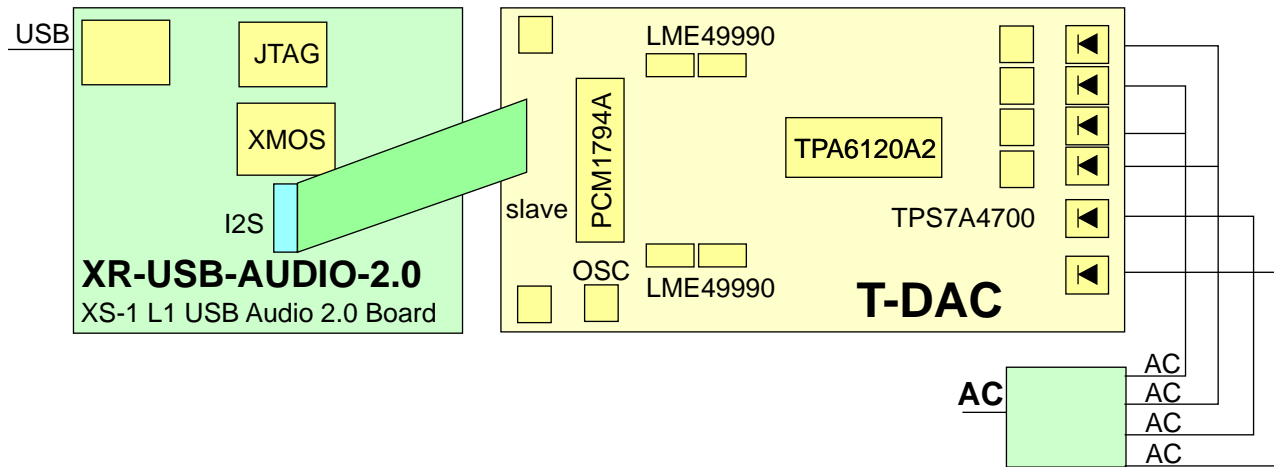 USB
JTAG
XMOS
I2S
XR-USB-AUDIO-2.0
XS-1 L1 USB Audio 2.0 Board
LME49990
PCM1794A
slave
TPA6120A2
TPS7A4700
OSC
LME49990
T-DAC
AC
AC
AC
AC
AC